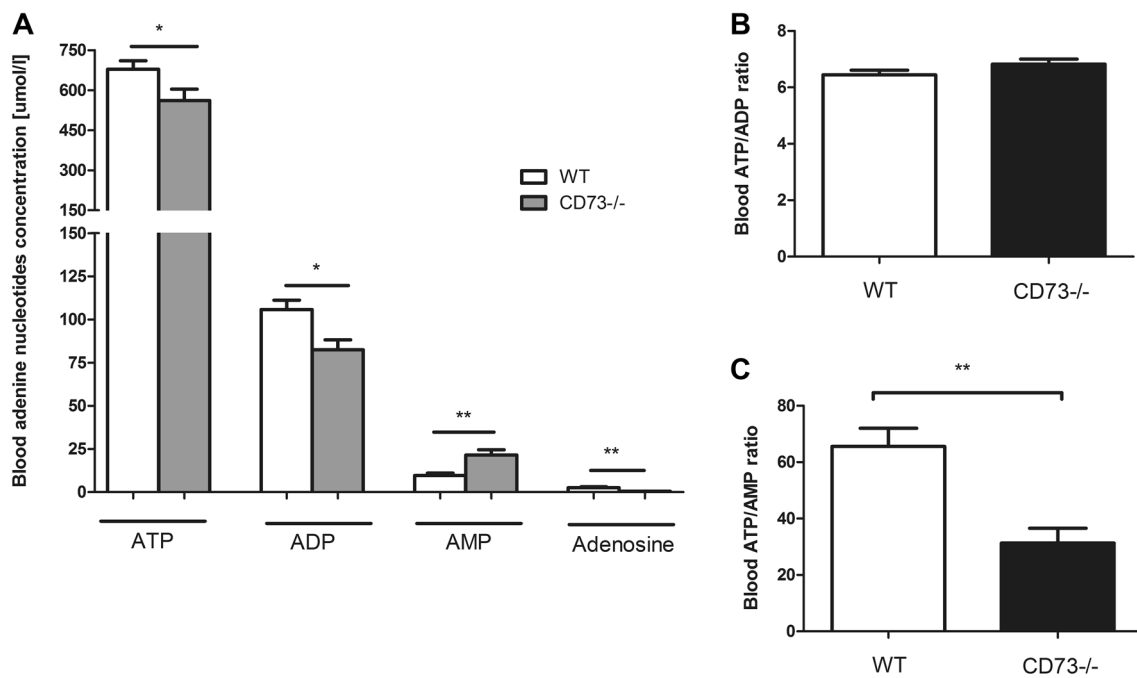 A
Blood adenine nucleotides concentration [umol/l]
750
600
450
300
150
150
125
100
75
50
25
0
*
*
**
**
WT
CD73-/-
ATP
ADP
AMP
Adenosine
B
Blood ATP/ADP ratio
8
6
4
2
0
WT
CD73-/-
C
Blood ATP/AMP ratio
**
80
60
40
20
0
WT
CD73-/-